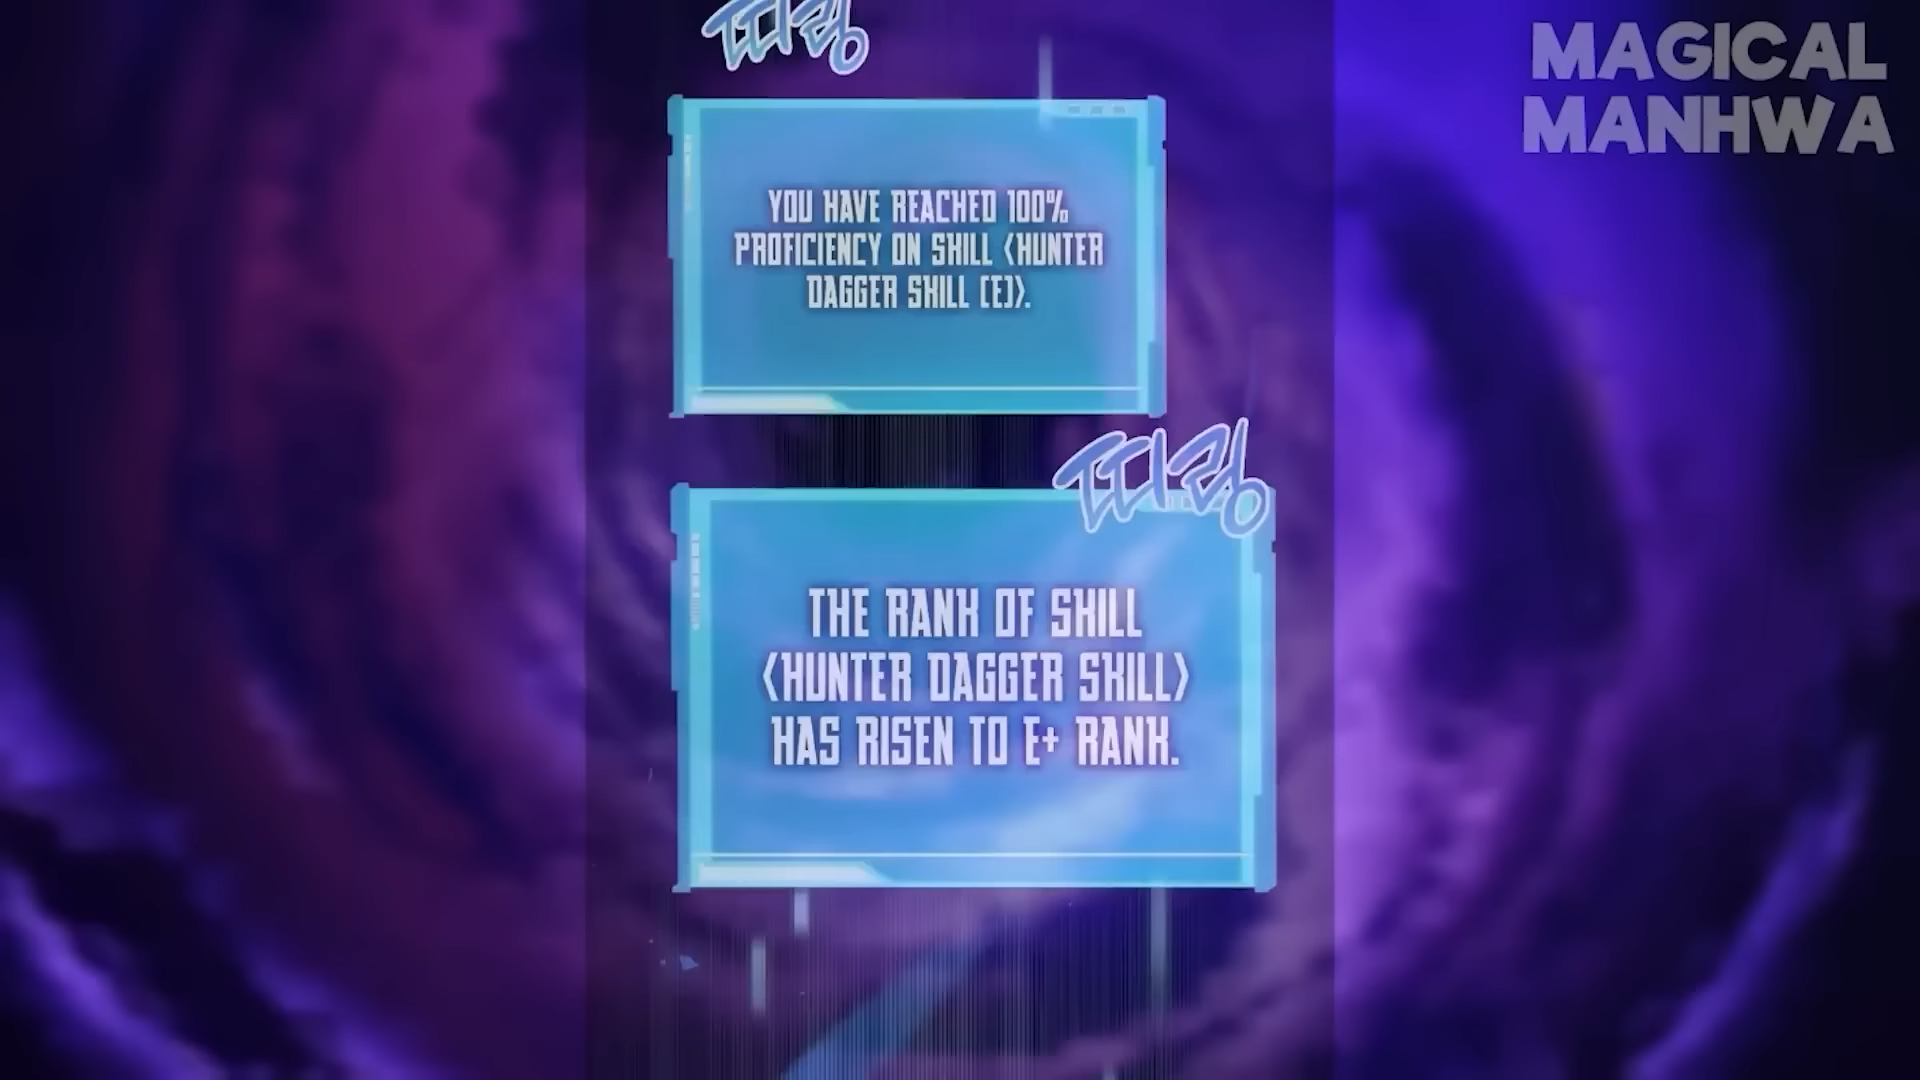 띠링
MAGICAL
MANHWA
YOU HAVE REACHED 100%
PROFICIENCY ON SKILL <HUNTER
DAGGER SKILL (E)>.
띠링
THE RANK OF SKILL
<HUNTER DAGGER SKILL>
HAS RISEN TO E+ RANK.